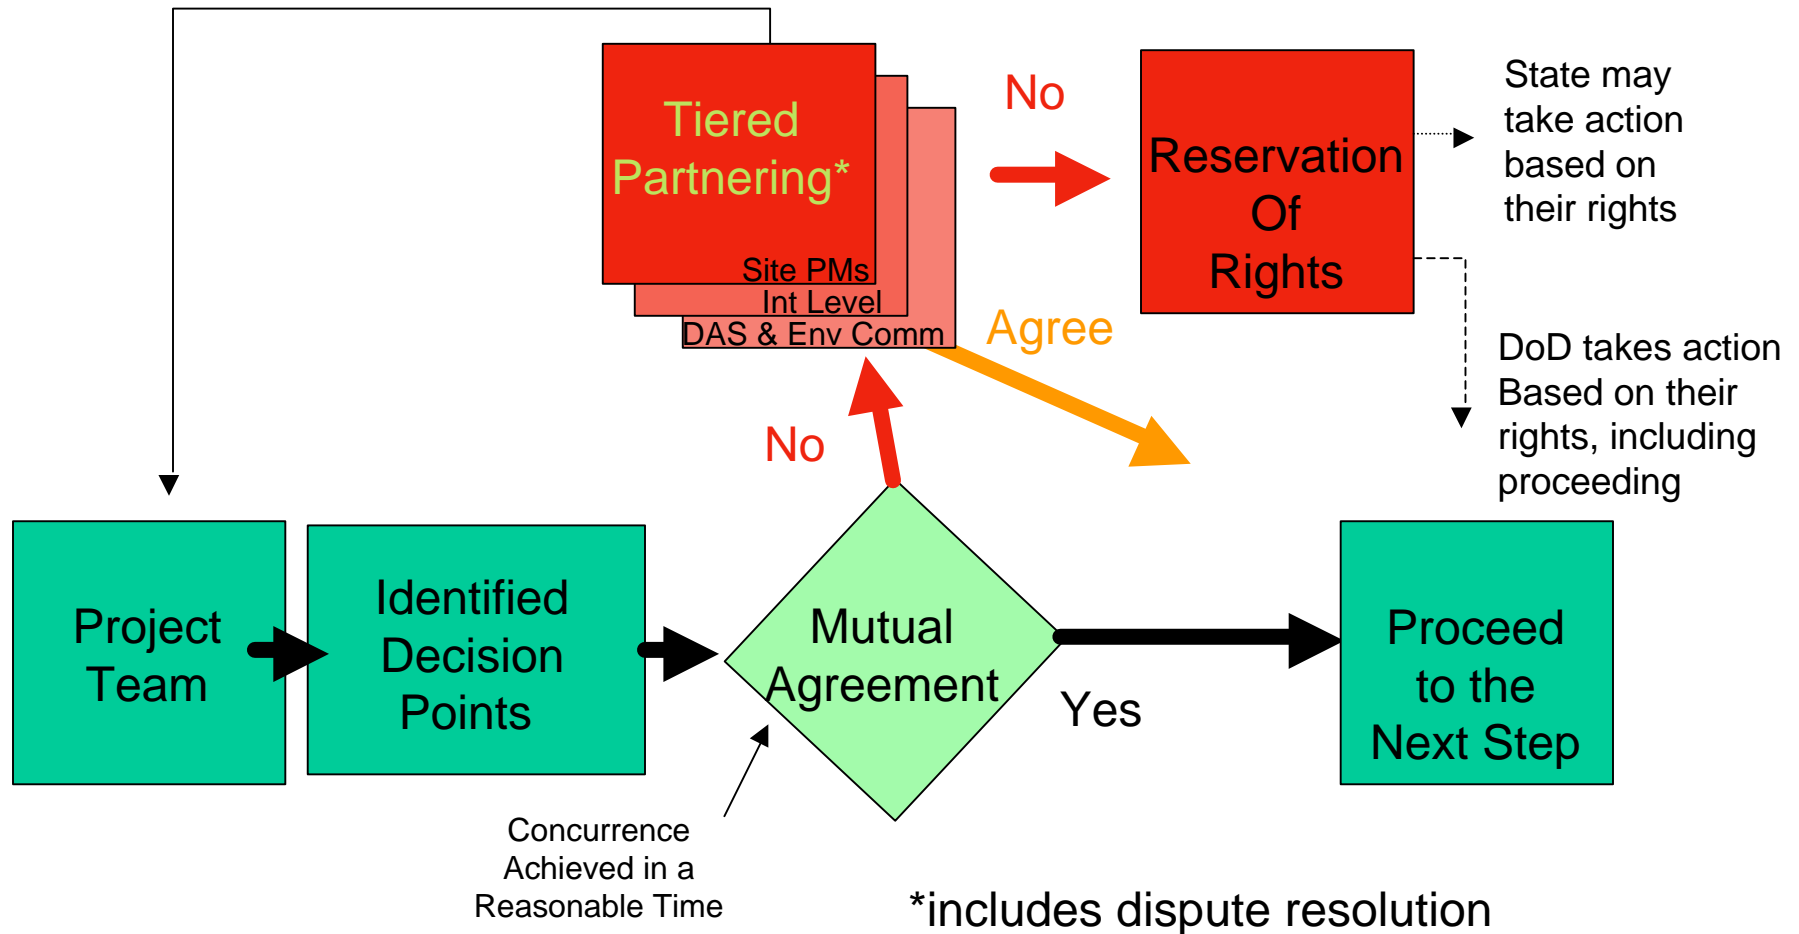 Tiered
Partnering*
Site PMs
Int Level
DAS & Env Comm
No
Reservation
Of
Rights
State may
take action
based on
their rights
Agree
DoD takes action
Based on their
rights, including
proceeding
No
Project
Team
Identified
Decision
Points
Mutual
Agreement
Yes
Proceed
to the
Next Step
Concurrence
Achieved in a
Reasonable Time
*includes dispute resolution